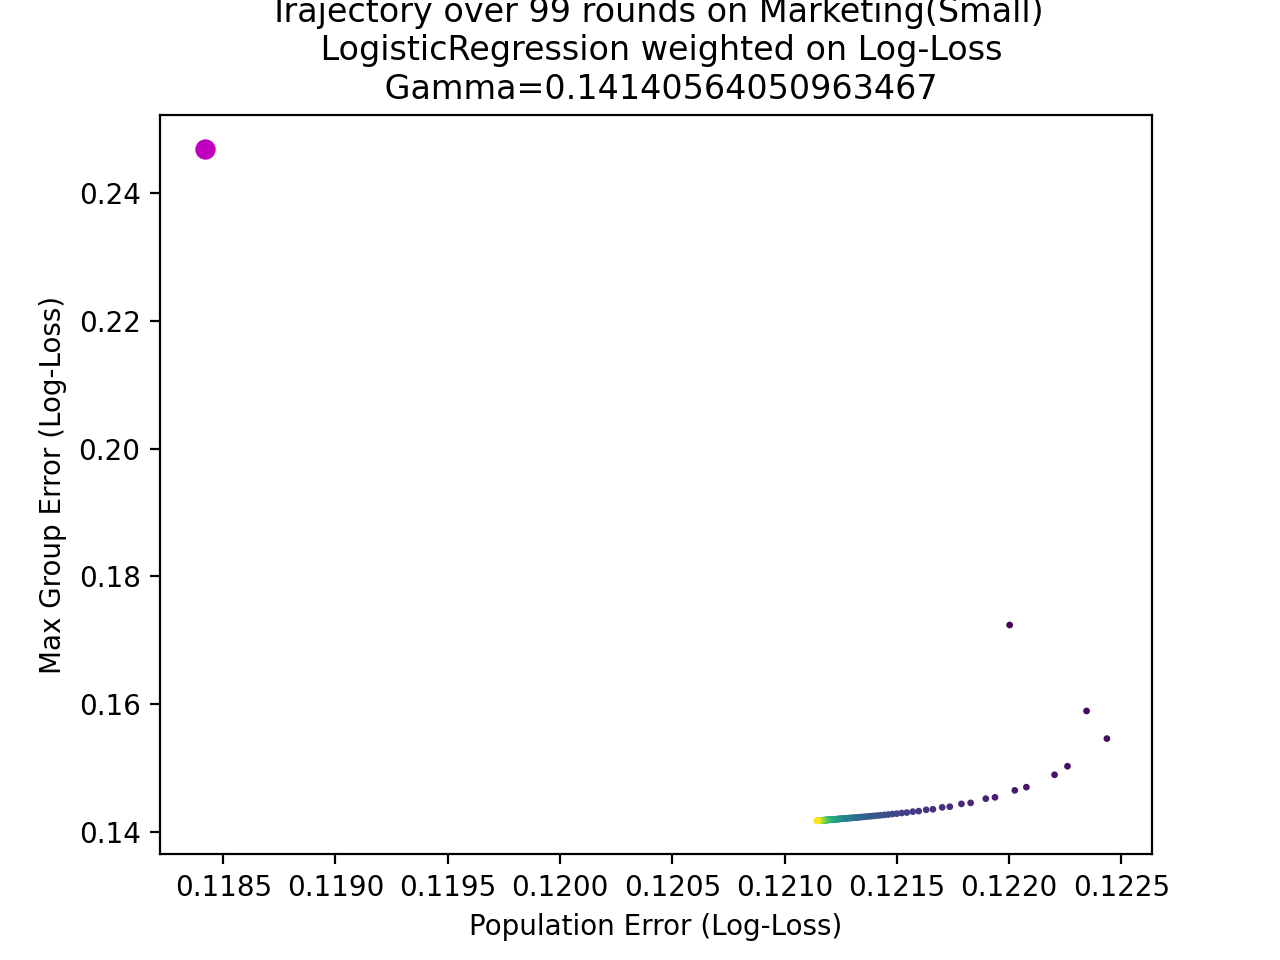 Trajectory over 99 rounds on Marketing(Small)
LogisticRegression weighted on Log-Loss
Gamma=0.14140564050963467
0.24
0.22
0.20
0.18
0.16
0.14
Max Group Error (Log-Loss)
0.1185 0.1190 0.1195 0.1200 0.1205 0.1210 0.1215 0.1220 0.1225
Population Error (Log-Loss)